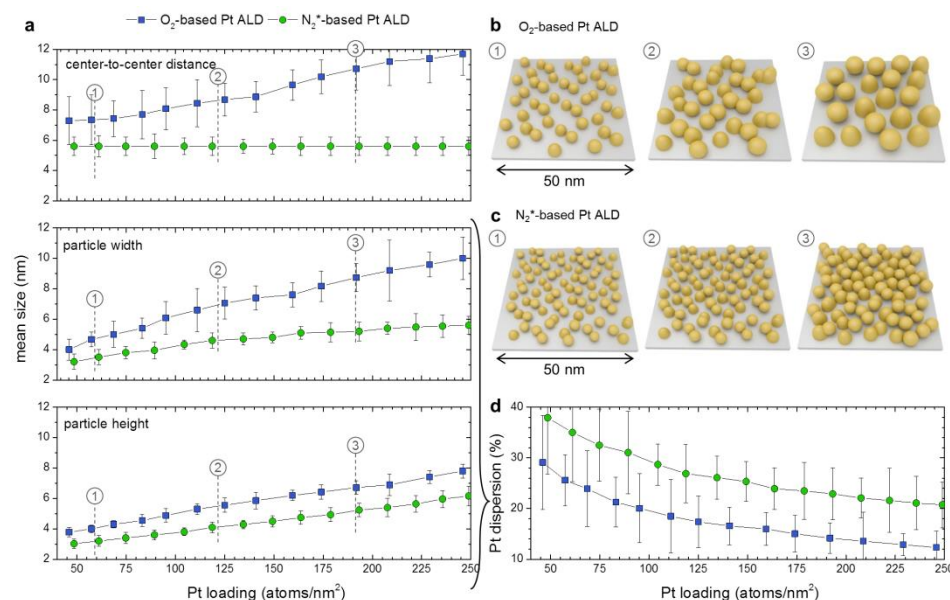 a
O₂-based Pt ALD
N₂*-based Pt ALD
12
10
8
6
4
2
center-to-center distance
1
2
3
12
10
8
6
4
2
particle width
1
2
3
12
10
8
6
4
2
particle height
1
2
3
mean size (nm)
50 75 100 125 150 175 200 225 250
Pt loading (atoms/nm²)
b O₂-based Pt ALD
1 2 3
50 nm
c N₂*-based Pt ALD
1 2 3
50 nm
d
40
30
20
10
Pt dispersion (%)
50 75 100 125 150 175 200 225 250
Pt loading (atoms/nm²)